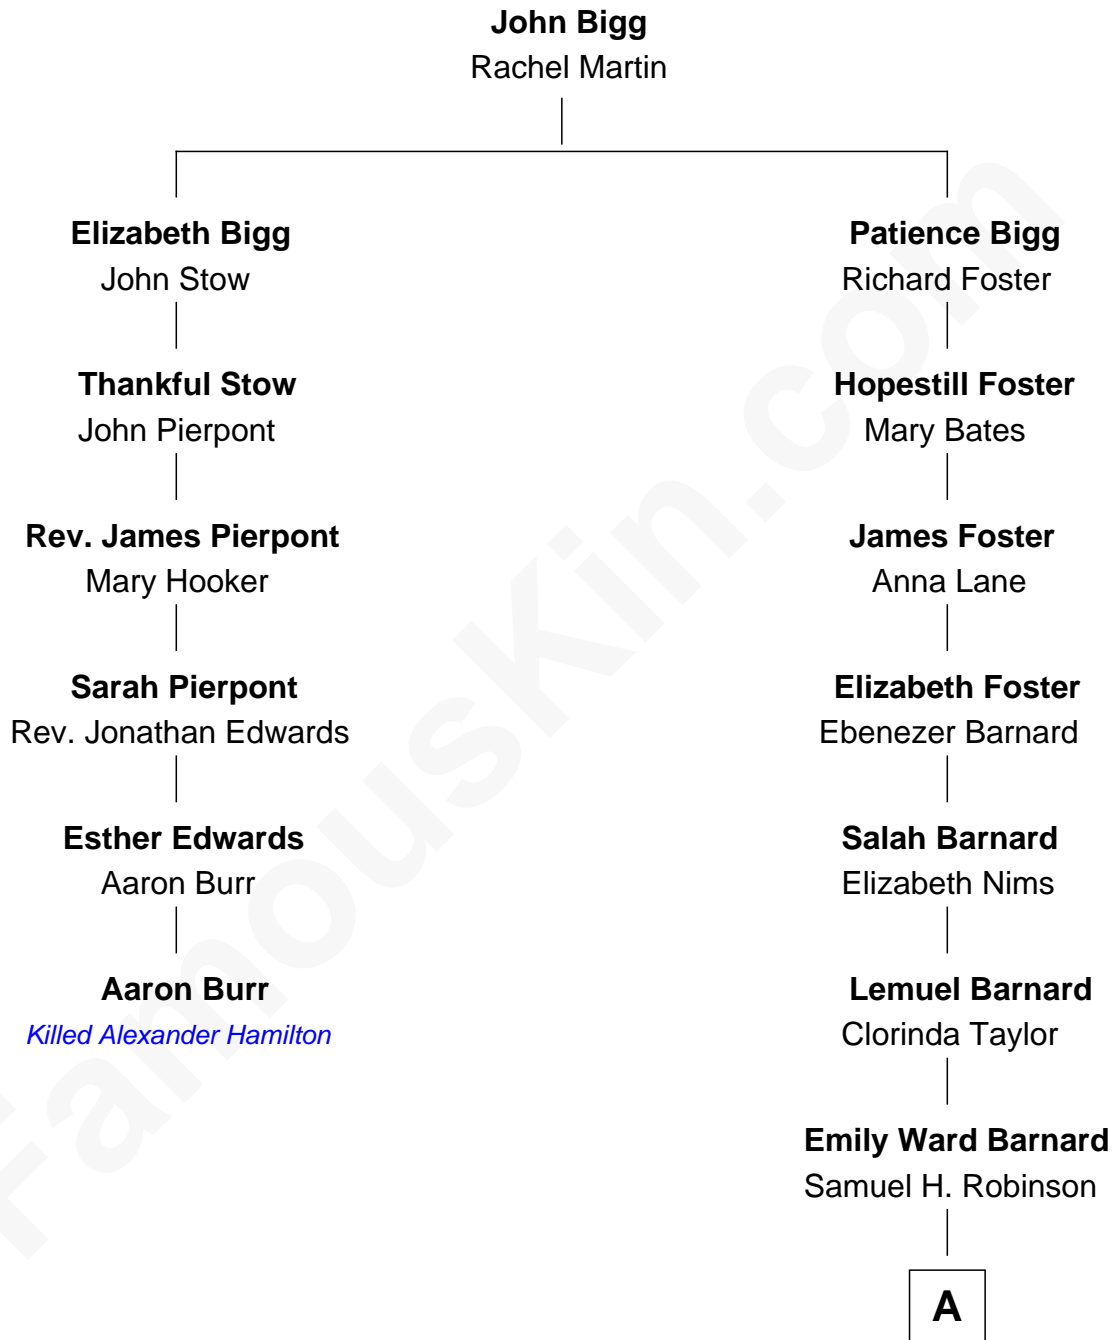 John Bigg
Rachel Martin
Elizabeth Bigg
John Stow
Patience Bigg
Richard Foster
Thankful Stow
John Pierpont
Hopestill Foster
Mary Bates
Rev. James Pierpont
Mary Hooker
James Foster
Anna Lane
Sarah Pierpont
Rev. Jonathan Edwards
Elizabeth Foster
Ebenezer Barnard
Esther Edwards
Aaron Burr
Salah Barnard
Elizabeth Nims
Aaron Burr
Killed Alexander Hamilton
Lemuel Barnard
Clorinda Taylor
Emily Ward Barnard
Samuel H. Robinson
A
FamousKin.com